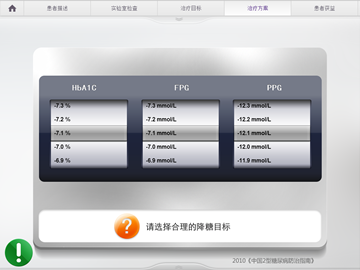 患者描述 实验室检查 治疗目标 治疗方案 患者获益
HbA1C FPG PPG
-7.3 % -7.3 mmol/L -12.3 mmol/L
-7.2 % -7.2 mmol/L -12.2 mmol/L
-7.1 % -7.1 mmol/L -12.1 mmol/L
-7.0 % -7.0 mmol/L -12.0 mmol/L
-6.9 % -6.9 mmol/L -11.9 mmol/L
? 请选择合理的降糖目标
! 2010《中国2型糖尿病防治指南》